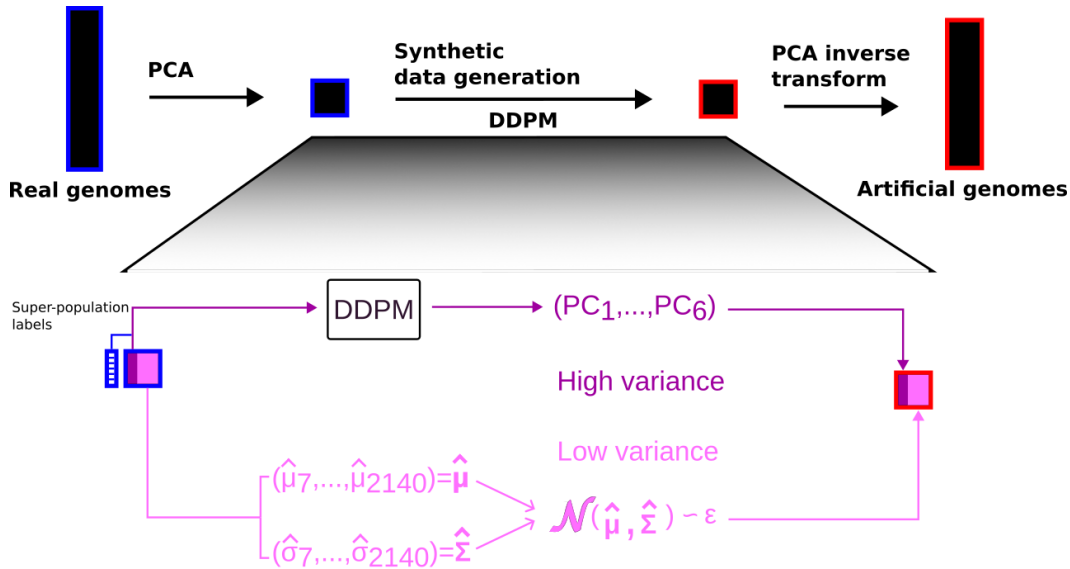 PCA
Synthetic
data generation
DDPM
PCA inverse
transform
Real genomes
Artificial genomes
Super-population
labels
DDPM
(PC₁,...,PC₆)
High variance
Low variance
(μ̂₇,...,μ̂₂₁₄₀)=μ̂
𝒩(μ̂,Σ̂) ∽ ε
(σ̂₇,...,σ̂₂₁₄₀)=Σ̂